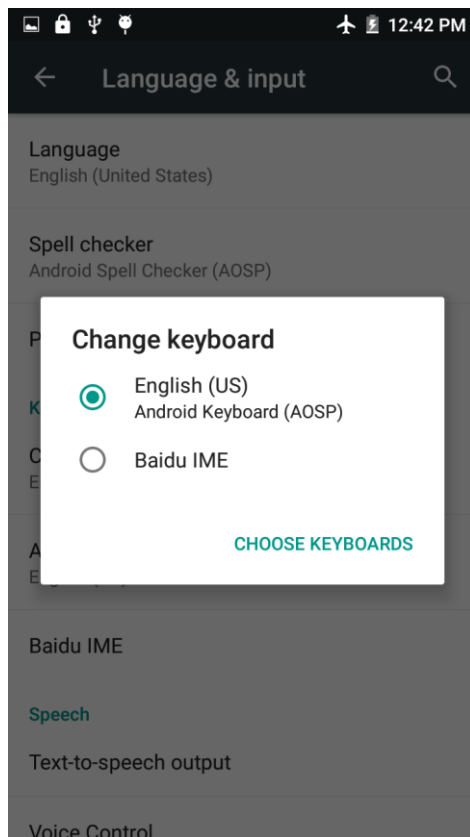 12:42 PM
Language & input
Language
English (United States)
Spell checker
Android Spell Checker (AOSP)
P
Change keyboard
K
English (US)
Android Keyboard (AOSP)
C
E
Baidu IME
CHOOSE KEYBOARDS
A
Baidu IME
Speech
Text-to-speech output
Voice Control